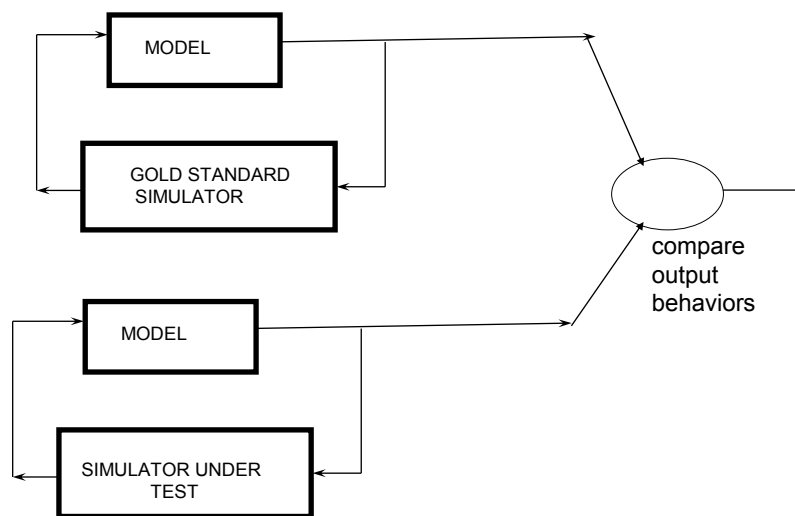 MODEL
GOLD STANDARD
SIMULATOR
compare
output
behaviors
MODEL
SIMULATOR UNDER
TEST